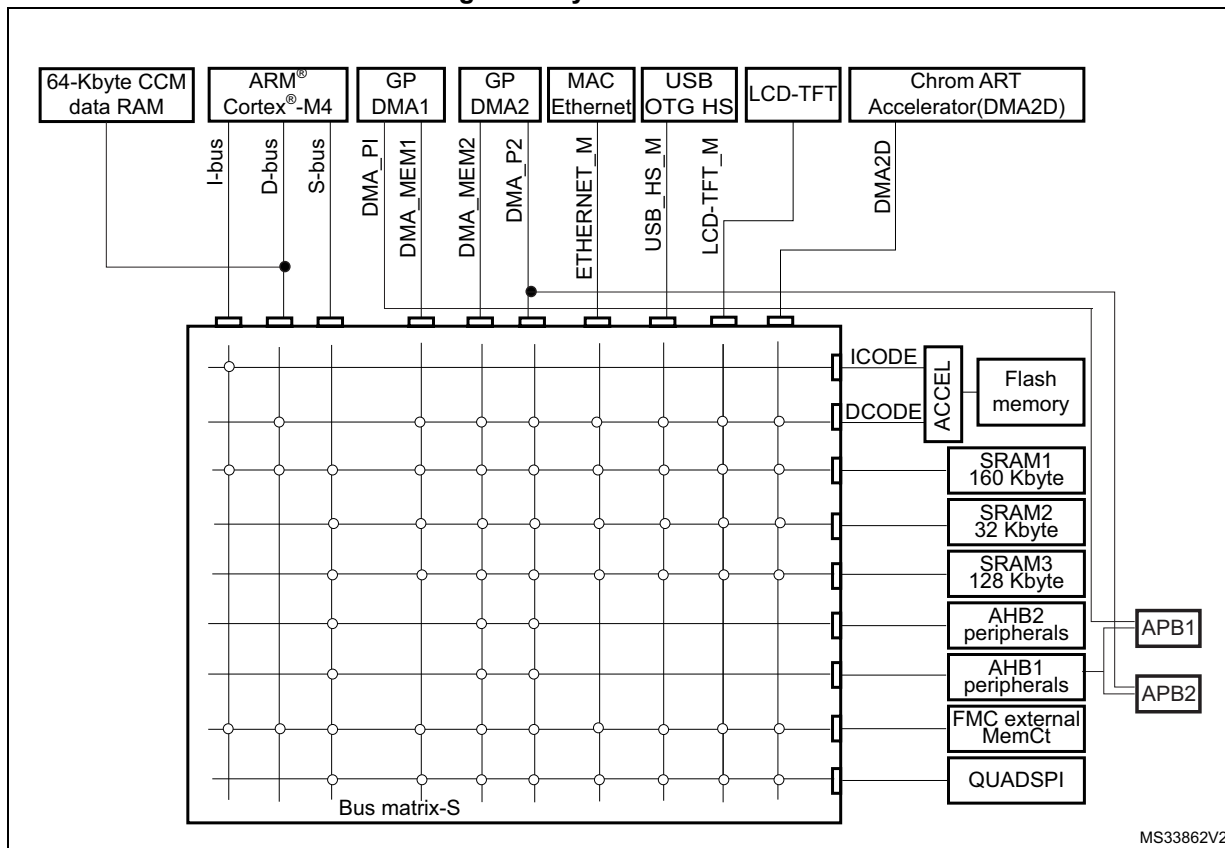 64-Kbyte CCM
data RAM
ARM®
Cortex®-M4
GP
DMA1
GP
DMA2
MAC
Ethernet
USB
OTG HS
LCD-TFT
Chrom ART
Accelerator(DMA2D)
I-bus
D-bus
S-bus
DMA_PI
DMA_MEM1
DMA_MEM2
DMA_P2
ETHERNET_M
USB_HS_M
LCD-TFT_M
DMA2D
ICODE
DCODE
ACCEL
Flash
memory
SRAM1
160 Kbyte
SRAM2
32 Kbyte
SRAM3
128 Kbyte
AHB2
peripherals
AHB1
peripherals
APB1
APB2
FMC external
MemCt
QUADSPI
Bus matrix-S
MS33862V2